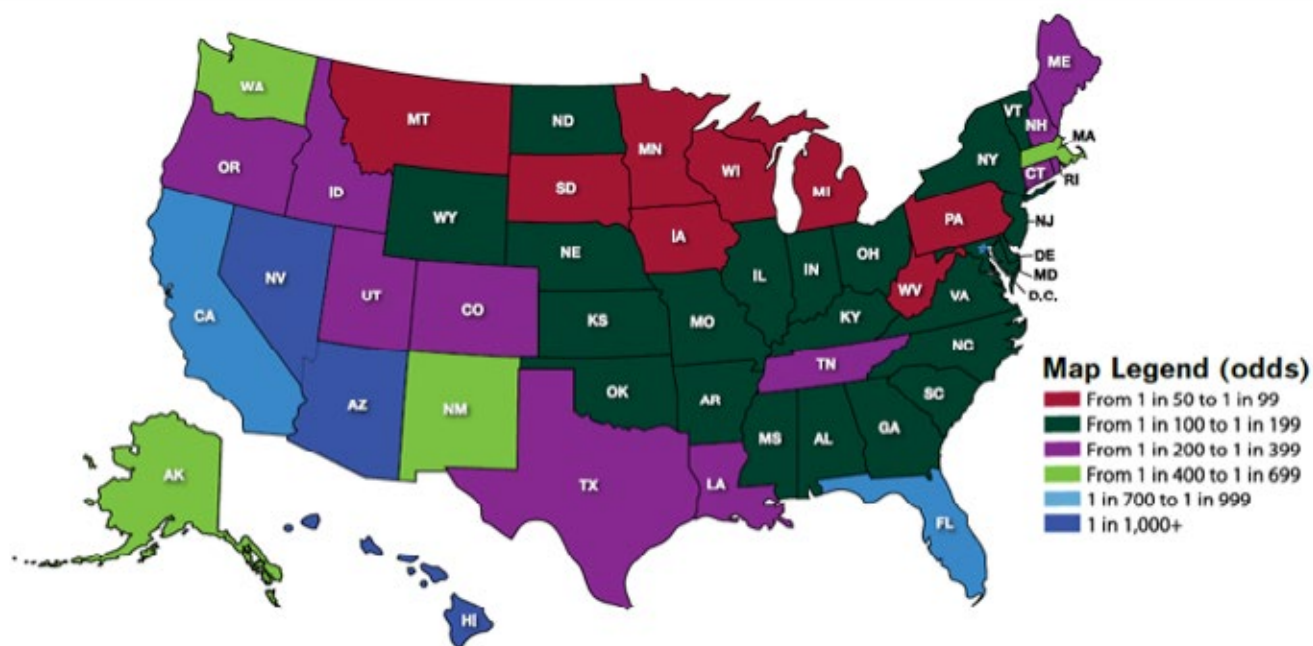 WA
MT
ND
MN
ME
VT
NH
MA
OR
ID
SD
WI
MI
NY
CT
RI
WY
IA
PA
NJ
NE
NV
UT
CO
IL
IN
OH
WV
VA
DE
MD
D.C.
CA
KS
MO
KY
NC
AZ
NM
OK
AR
TN
SC
Map Legend (odds)
From 1 in 50 to 1 in 99
From 1 in 100 to 1 in 199
From 1 in 200 to 1 in 399
From 1 in 400 to 1 in 699
1 in 700 to 1 in 999
1 in 1,000+
MS
AL
GA
AK
TX
LA
FL
HI